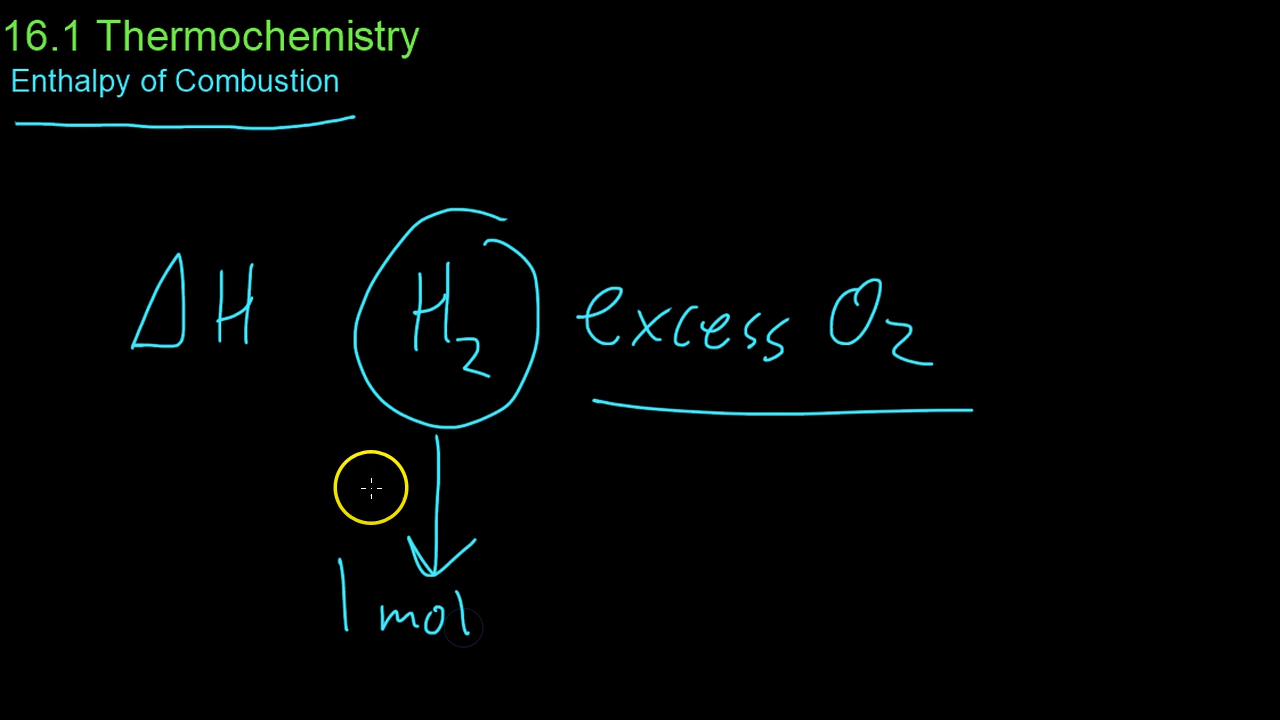 16.1 Thermochemistry
Enthalpy of Combustion
ΔH H₂ excess O₂
1 mol